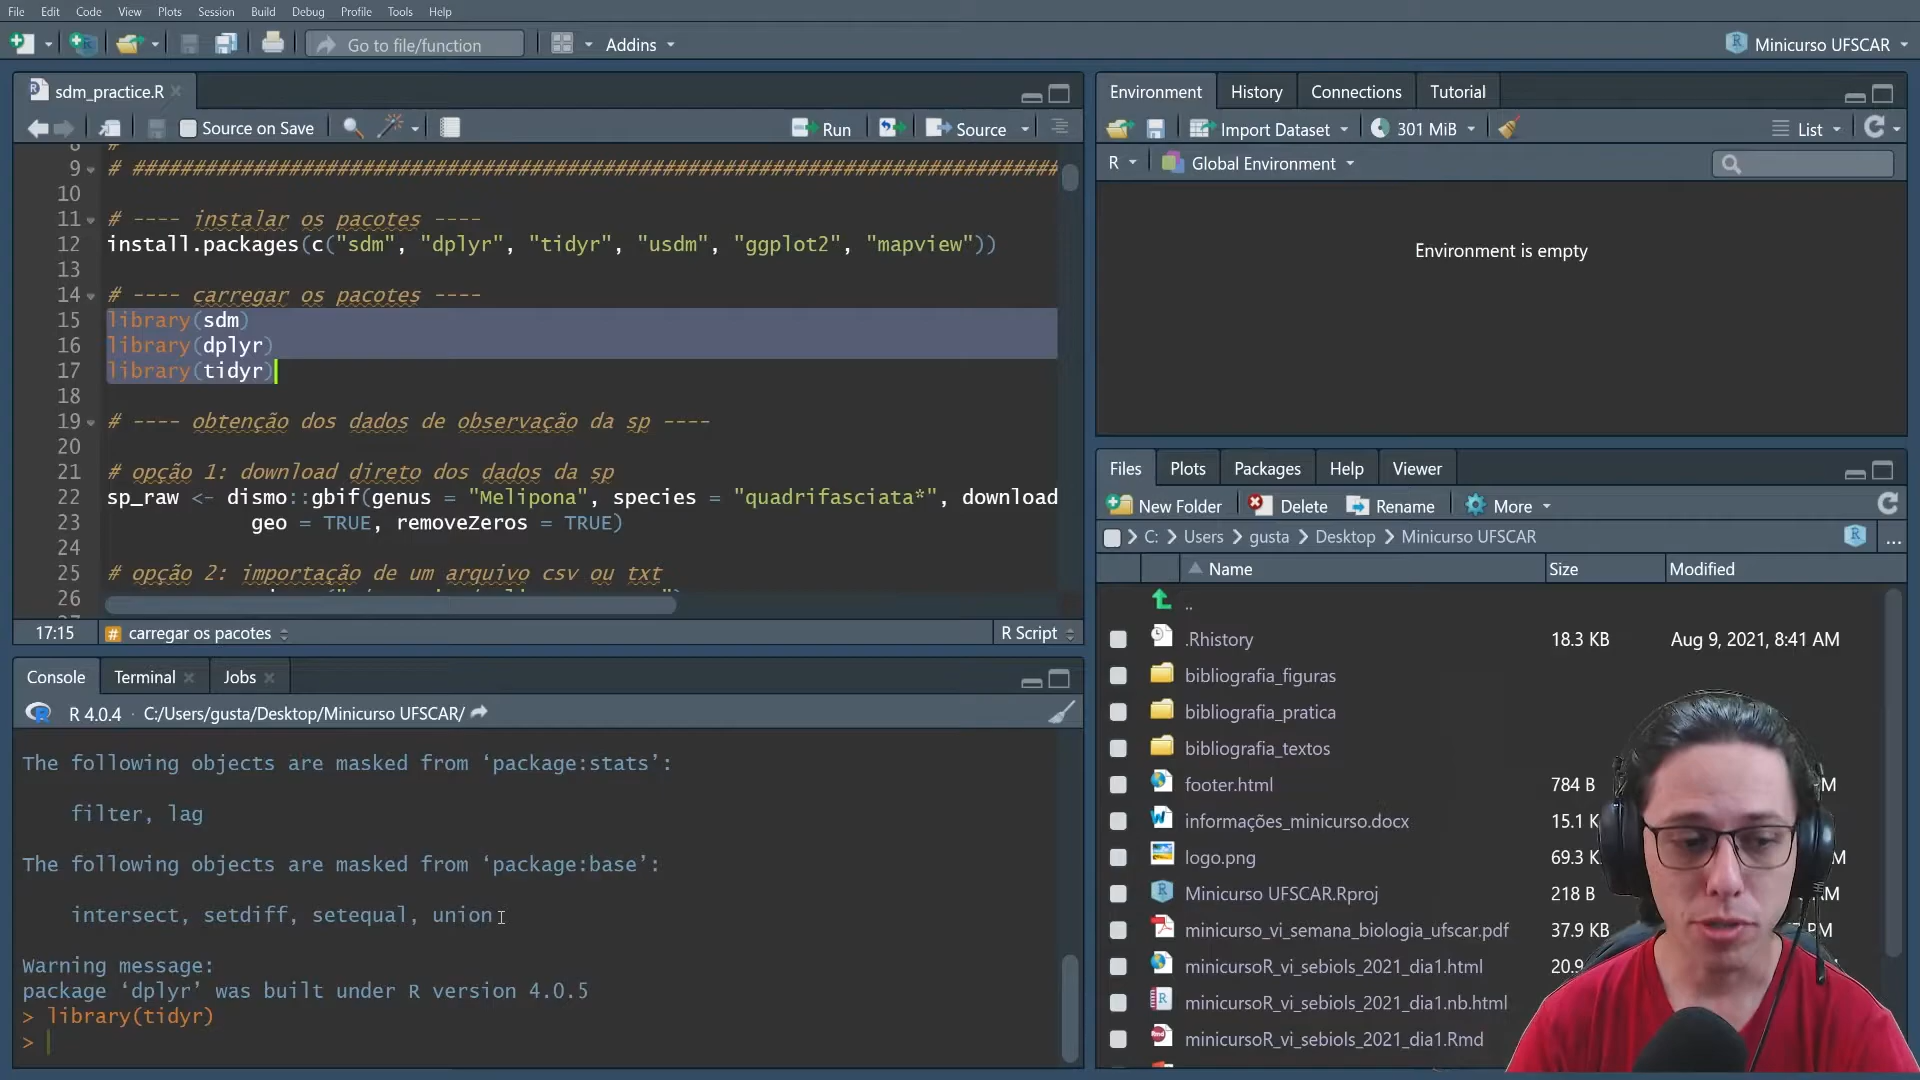 File Edit Code View Plots Session Build Debug Profile Tools Help
Go to file/function Addins Minicurso UFSCAR
sdm_practice.R
Source on Save Run Source
8 #
9 # ##############################################################################
10
11 # ---- instalar os pacotes ----
12 install.packages(c("sdm", "dplyr", "tidyr", "usdm", "ggplot2", "mapview"))
13
14 # ---- carregar os pacotes ----
15 library(sdm)
16 library(dplyr)
17 library(tidyr)
18
19 # ---- obtenção dos dados de observação da sp ----
20
21 # opção 1: download direto dos dados da sp
22 sp_raw <- dismo::gbif(genus = "Melipona", species = "quadrifasciata*", download
23 geo = TRUE, removeZeros = TRUE)
24
25 # opção 2: importação de um arquivo csv ou txt
26
17:15 carregar os pacotes R Script
Console Terminal Jobs
R 4.0.4 · C:/Users/gusta/Desktop/Minicurso UFSCAR/
The following objects are masked from ‘package:stats’:
filter, lag
The following objects are masked from ‘package:base’:
intersect, setdiff, setequal, union
Warning message:
package ‘dplyr’ was built under R version 4.0.5
> library(tidyr)
>
Environment History Connections Tutorial
Import Dataset 301 MiB List
R Global Environment
Environment is empty
Files Plots Packages Help Viewer
New Folder Delete Rename More
C: Users gusta Desktop Minicurso UFSCAR ...
Name Size Modified
..
.Rhistory 18.3 KB Aug 9, 2021, 8:41 AM
bibliografia_figuras
bibliografia_pratica
bibliografia_textos
footer.html 784 B
informações_minicurso.docx 15.1
logo.png 69.3
Minicurso UFSCAR.Rproj 218 B
minicurso_vi_semana_biologia_ufscar.pdf 37.9 KB
minicursoR_vi_sebiols_2021_dia1.html 20.9
minicursoR_vi_sebiols_2021_dia1.nb.html
minicursoR_vi_sebiols_2021_dia1.Rmd